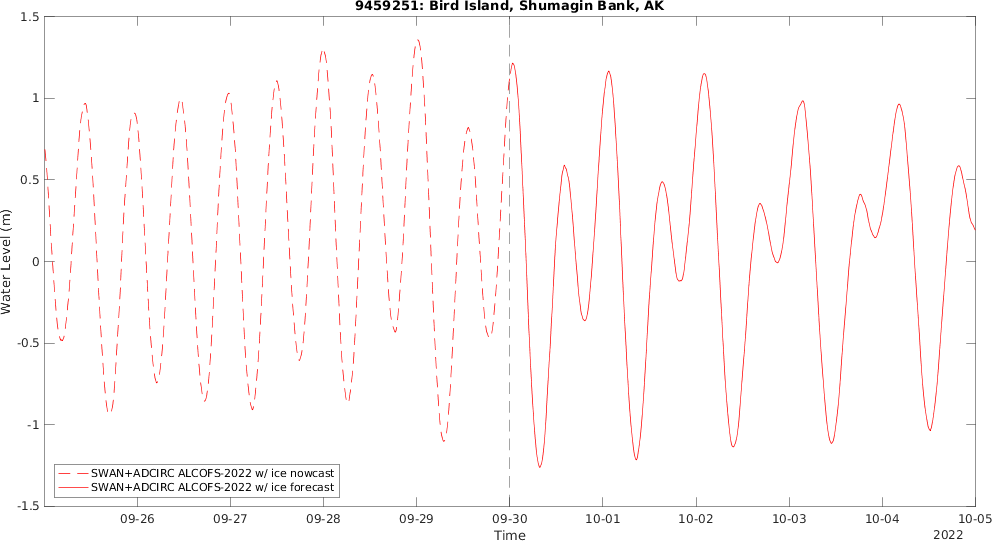 9459251: Bird Island, Shumagin Bank, AK
1.5
1
0.5
0
-0.5
-1
-1.5
Water Level (m)
SWAN+ADCIRC ALCOFS-2022 w/ ice nowcast
SWAN+ADCIRC ALCOFS-2022 w/ ice forecast
09-26 09-27 09-28 09-29 09-30 10-01 10-02 10-03 10-04 10-05
Time
2022